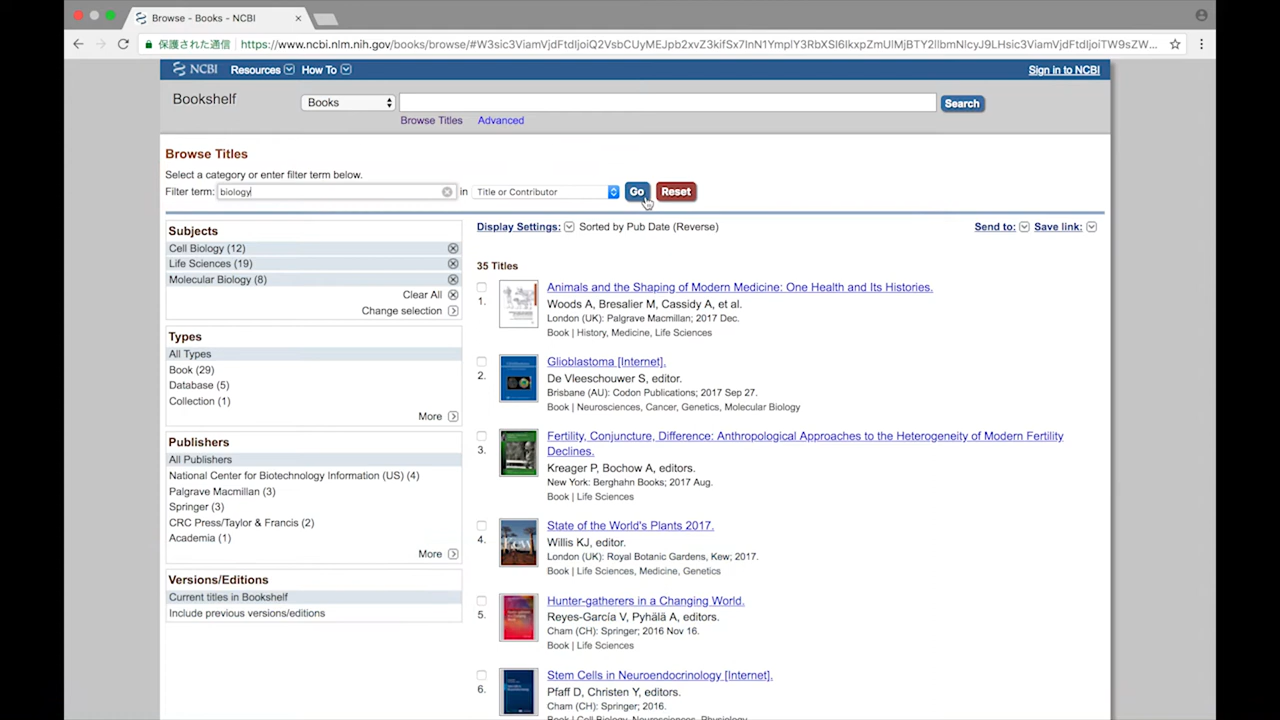 Browse - Books - NCBI
保護された通信 https://www.ncbi.nlm.nih.gov/books/browse/
NCBI Resources How To Sign in to NCBI
Bookshelf Books Search
Browse Titles Advanced
Browse Titles
Select a category or enter filter term below.
Filter term: biology in Title or Contributor Go Reset
Subjects
Cell Biology (12)
Life Sciences (19)
Molecular Biology (8)
Clear All
Change selection
Types
All Types
Book (29)
Database (5)
Collection (1)
More
Publishers
All Publishers
National Center for Biotechnology Information (US) (4)
Palgrave Macmillan (3)
Springer (3)
CRC Press/Taylor & Francis (2)
Academia (1)
More
Versions/Editions
Current titles in Bookshelf
Include previous versions/editions
Display Settings: Sorted by Pub Date (Reverse) Send to: Save link:
35 Titles
1. Animals and the Shaping of Modern Medicine: One Health and Its Histories.
Woods A, Bresalier M, Cassidy A, et al.
London (UK): Palgrave Macmillan; 2017 Dec.
Book | History, Medicine, Life Sciences
2. Glioblastoma [Internet].
De Vleeschouwer S, editor.
Brisbane (AU): Codon Publications; 2017 Sep 27.
Book | Neurosciences, Cancer, Genetics, Molecular Biology
3. Fertility, Conjuncture, Difference: Anthropological Approaches to the Heterogeneity of Modern Fertility
Declines.
Kreager P, Bochow A, editors.
New York: Berghahn Books; 2017 Aug.
Book | Life Sciences
4. State of the World's Plants 2017.
Willis KJ, editor.
London (UK): Royal Botanic Gardens, Kew; 2017.
Book | Life Sciences, Medicine, Genetics
5. Hunter-gatherers in a Changing World.
Reyes-García V, Pyhälä A, editors.
Cham (CH): Springer; 2016 Nov 16.
Book | Life Sciences
6. Stem Cells in Neuroendocrinology [Internet].
Pfaff D, Christen Y, editors.
Cham (CH): Springer; 2016.
Book | Cell Biology, Neurosciences, Physiology